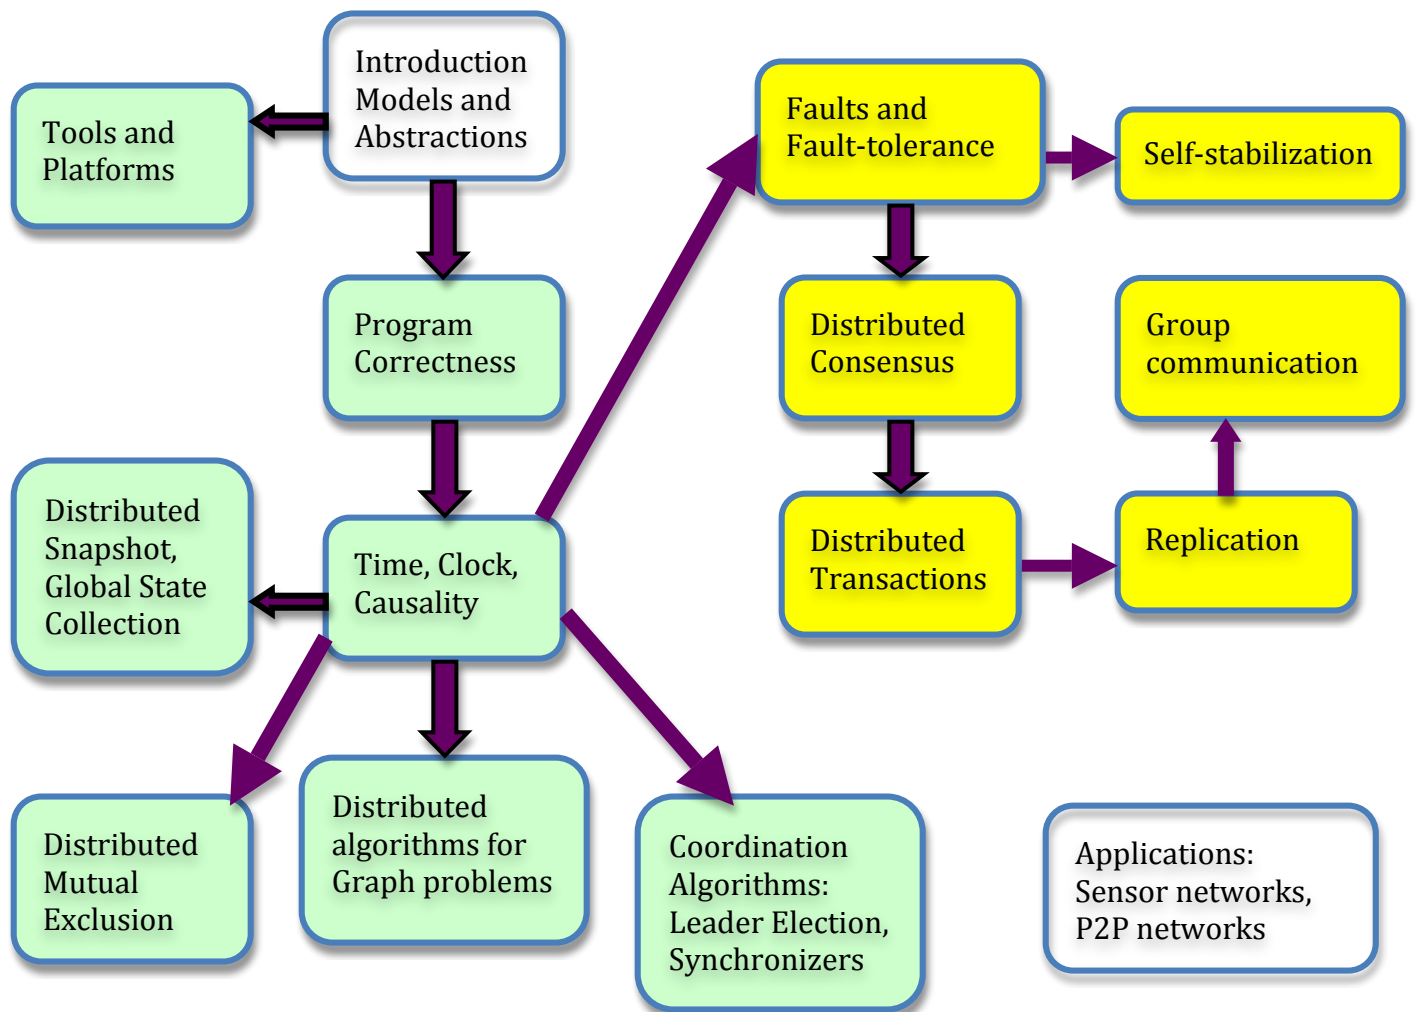 Introduction
Models and
Abstractions
Tools and
Platforms
Faults and
Fault-tolerance
Self-stabilization
Program
Correctness
Distributed
Consensus
Group
communication
Distributed
Snapshot,
Global State
Collection
Time, Clock,
Causality
Distributed
Transactions
Replication
Distributed
Mutual
Exclusion
Distributed
algorithms for
Graph problems
Coordination
Algorithms:
Leader Election,
Synchronizers
Applications:
Sensor networks,
P2P networks